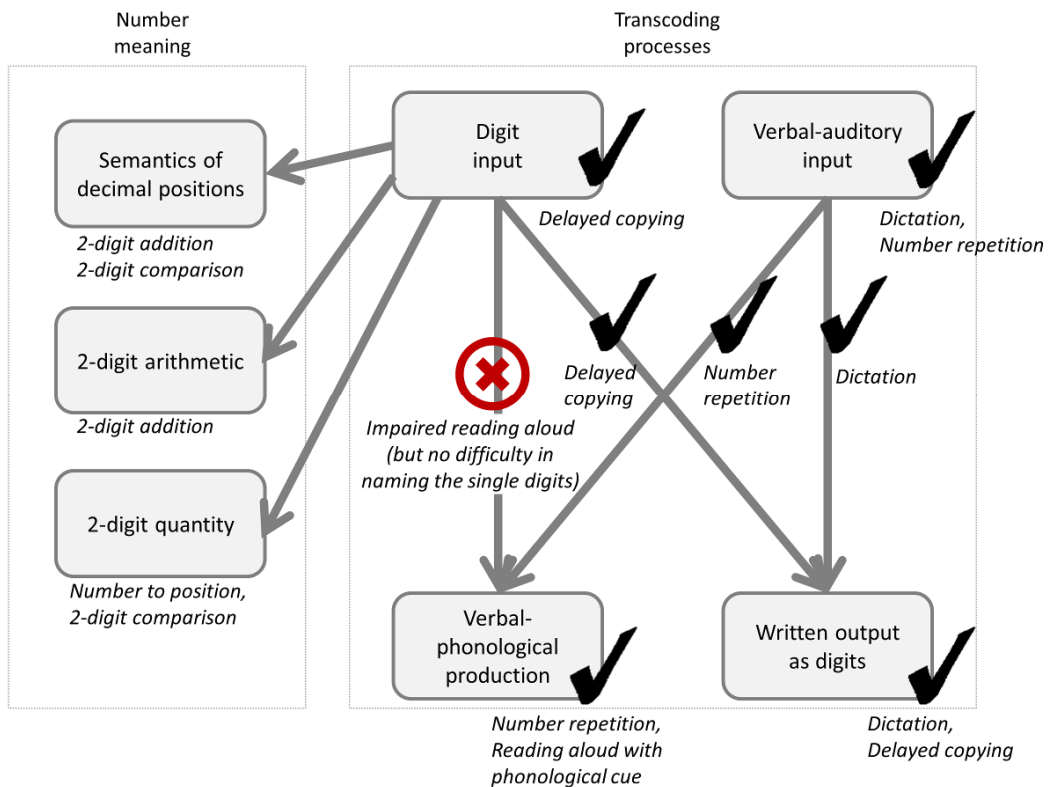 Number
meaning
Transcoding
processes
Semantics of
decimal positions
2-digit addition
2-digit comparison
2-digit arithmetic
2-digit addition
2-digit quantity
Number to position,
2-digit comparison
Digit
input
Delayed copying
Verbal-auditory
input
Dictation,
Number repetition
Delayed
copying
Number
repetition
Dictation
Impaired reading aloud
(but no difficulty in
naming the single digits)
Verbal-
phonological
production
Number repetition,
Reading aloud with
phonological cue
Written output
as digits
Dictation,
Delayed copying